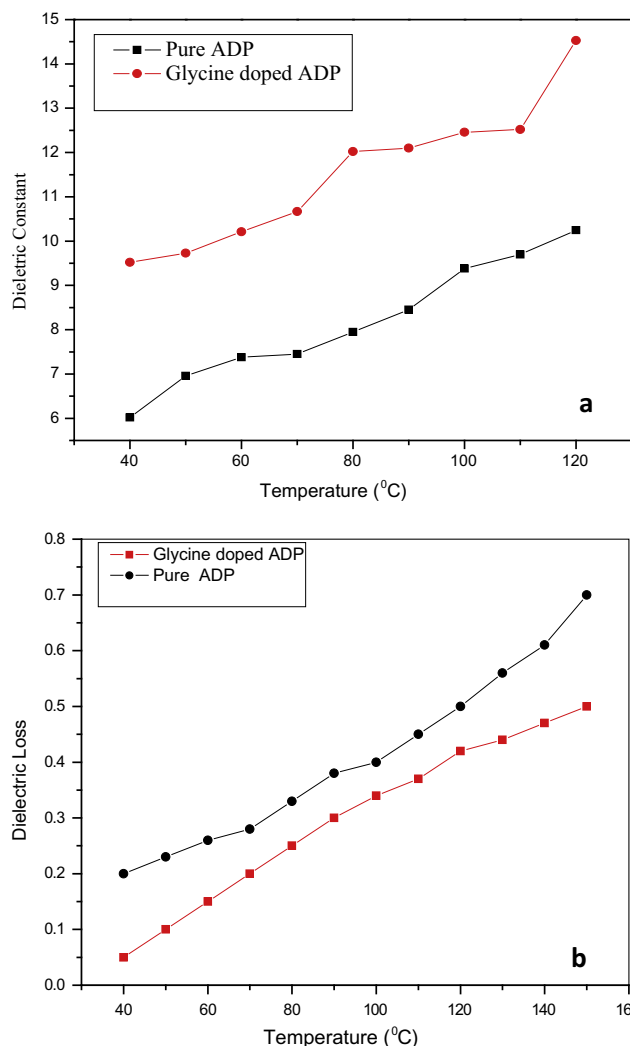 15
14
13
12
11
10
9
8
7
6
Dieletric Constant
Pure ADP
Glycine doped ADP
a
40 60 80 100 120
Temperature (⁰C)
0.8
0.7
0.6
0.5
0.4
0.3
0.2
0.1
0.0
Dielectric Loss
Glycine doped ADP
Pure ADP
b
40 60 80 100 120 140 16
Temperature (⁰C)